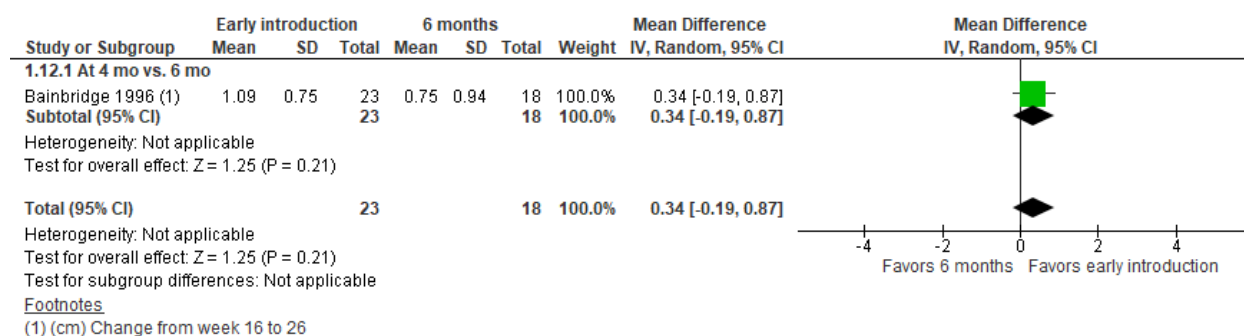 Early introduction 6 months Mean Difference Mean Difference
Study or Subgroup Mean SD Total Mean SD Total Weight IV, Random, 95% CI IV, Random, 95% CI
1.12.1 At 4 mo vs. 6 mo
Bainbridge 1996 (1) 1.09 0.75 23 0.75 0.94 18 100.0% 0.34 [-0.19, 0.87]
Subtotal (95% CI) 23 18 100.0% 0.34 [-0.19, 0.87]
Heterogeneity: Not applicable
Test for overall effect: Z = 1.25 (P = 0.21)
Total (95% CI) 23 18 100.0% 0.34 [-0.19, 0.87]
Heterogeneity: Not applicable
Test for overall effect: Z = 1.25 (P = 0.21)
Test for subgroup differences: Not applicable
-4 -2 0 2 4
Favors 6 months Favors early introduction
Footnotes
(1) (cm) Change from week 16 to 26